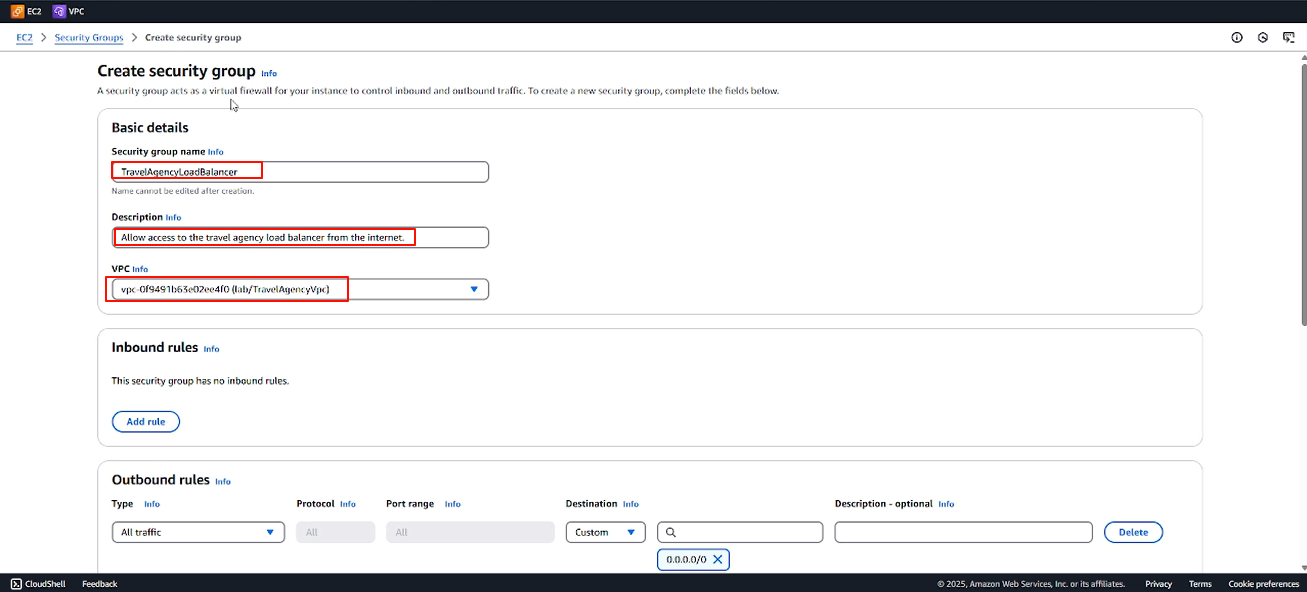 EC2 VPC
EC2 > Security Groups > Create security group
Create security group Info
A security group acts as a virtual firewall for your instance to control inbound and outbound traffic. To create a new security group, complete the fields below.
Basic details
Security group name Info
TravelAgencyLoadBalancer
Name cannot be edited after creation.
Description Info
Allow access to the travel agency load balancer from the internet.
VPC Info
vpc-0f9491b63e02ee4f0 (lab/TravelAgencyVpc)
Inbound rules Info
This security group has no inbound rules.
Add rule
Outbound rules Info
Type Info Protocol Info Port range Info Destination Info Description - optional Info
All traffic All All Custom Delete
0.0.0.0/0
CloudShell Feedback © 2025, Amazon Web Services, Inc. or its affiliates. Privacy Terms Cookie preferences